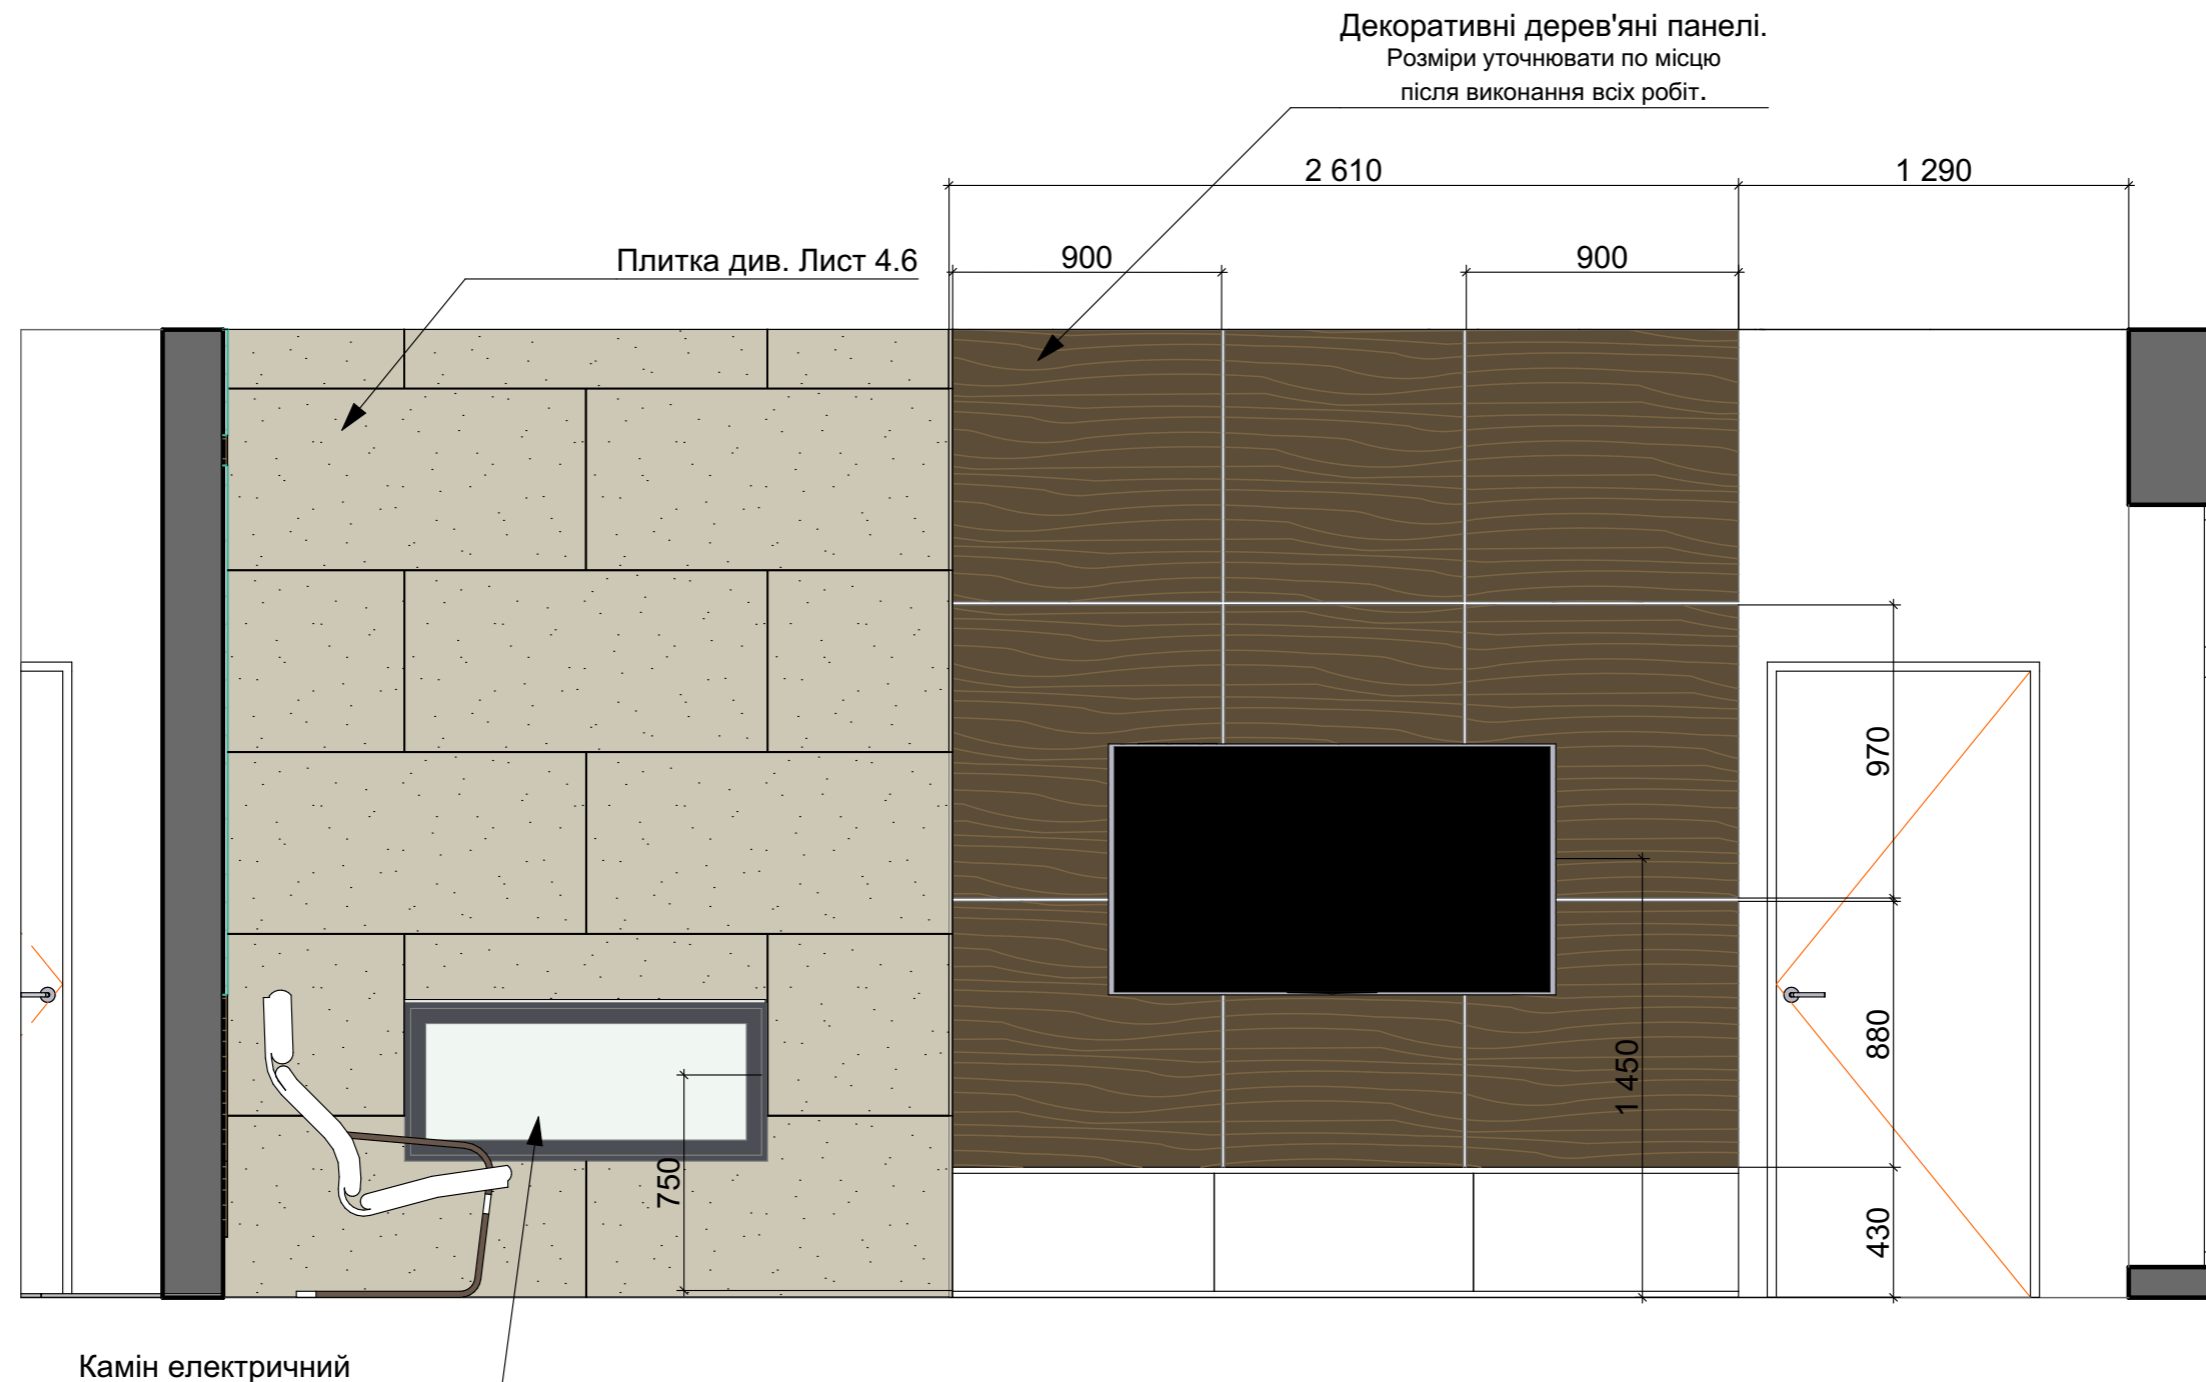 Декоративні дерев'яні панелі.
Розміри уточнювати по місцю
після виконання всіх робіт.
2 610
1 290
Плитка див. Лист 4.6
900
900
970
1 450
880
750
430
Камін електричний